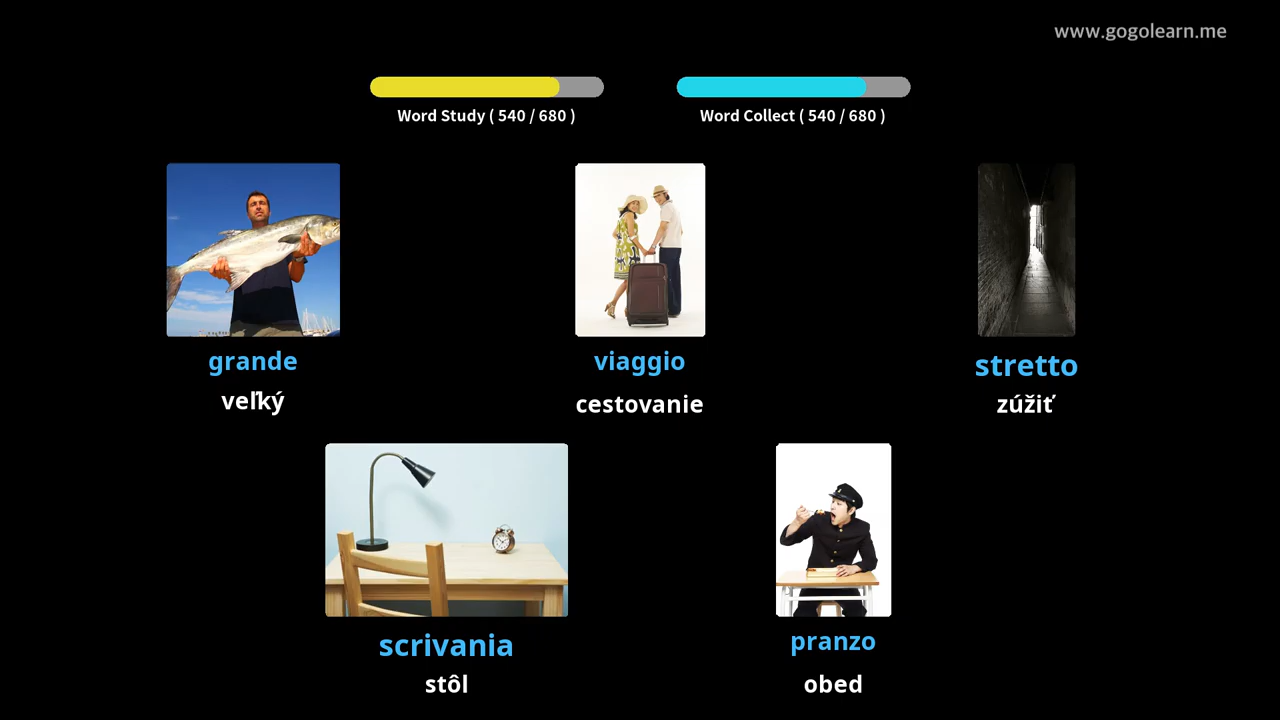 www.gogolearn.me
Word Study ( 540 / 680 )
Word Collect ( 540 / 680 )
grande
veľký
viaggio
cestovanie
stretto
zúžiť
scrivania
stôl
pranzo
obed